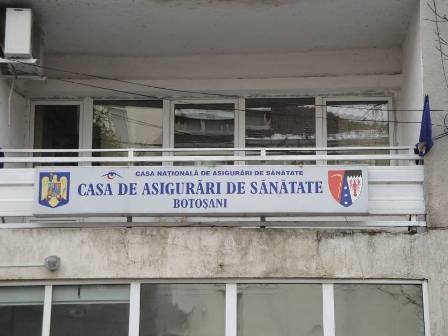 CASA NAȚIONALĂ DE ASIGURĂRI DE SĂNĂTATE
CASA DE ASIGURĂRI DE SĂNĂTATE
BOTOȘANI